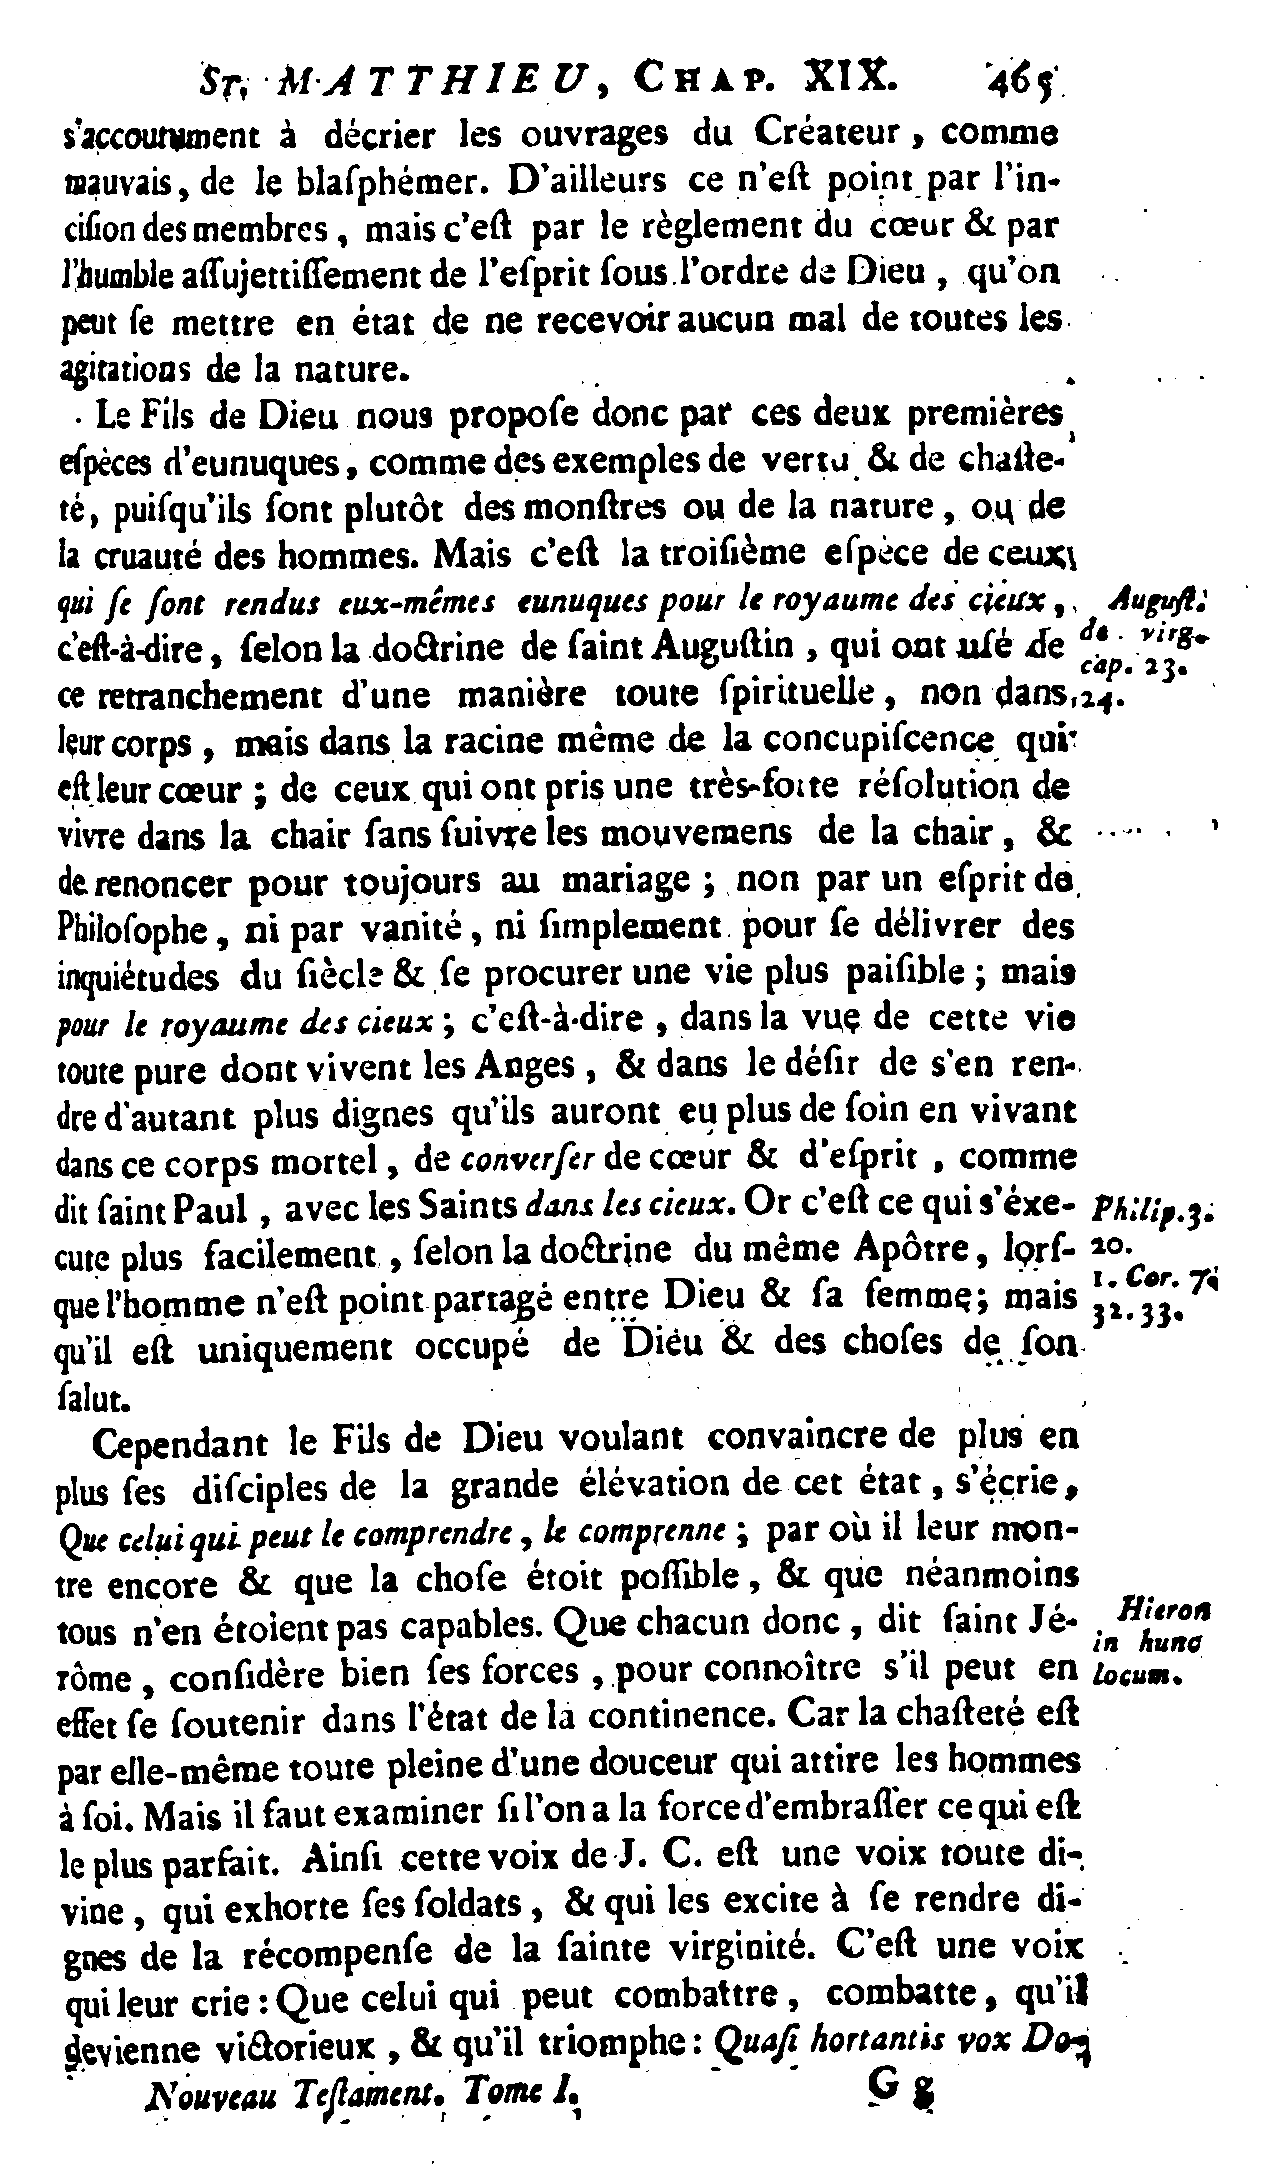 St. MATTHIEU, Chap. XIX. 465
s'accoutument à décrier les ouvrages du Créateur, comme
mauvais, de le blaſphémer. D'ailleurs ce n'eſt point par l'in-
ciſion des membres, mais c'eſt par le règlement du cœur & par
l'humble aſſujettiſſement de l'eſprit ſous l'ordre de Dieu, qu'on
peut ſe mettre en état de ne recevoir aucun mal de toutes les
agitations de la nature.
Le Fils de Dieu nous propoſe donc par ces deux premières
eſpèces d'eunuques, comme des exemples de vertu & de chaſte-
té, puiſqu'ils ſont plutôt des monſtres ou de la nature, ou de
la cruauté des hommes. Mais c'eſt la troiſième eſpèce de ceux
qui ſe ſont rendus eux-mêmes eunuques pour le royaume des cieux,
c'eſt-à-dire, ſelon la doctrine de ſaint Auguſtin, qui ont uſé de
ce retranchement d'une manière toute ſpirituelle, non dans
leur corps, mais dans la racine même de la concupiſcence qui
eſt leur cœur; de ceux qui ont pris une très-forte réſolution de
vivre dans la chair ſans ſuivre les mouvemens de la chair, &
de renoncer pour toujours au mariage; non par un eſprit de
Philoſophe, ni par vanité, ni ſimplement pour ſe délivrer des
inquiétudes du ſiècle & ſe procurer une vie plus paiſible; mais
pour le royaume des cieux; c'eſt-à-dire, dans la vue de cette vie
toute pure dont vivent les Anges, & dans le déſir de s'en ren-
dre d'autant plus dignes qu'ils auront eu plus de ſoin en vivant
dans ce corps mortel, de converſer de cœur & d'eſprit, comme
dit ſaint Paul, avec les Saints dans les cieux. Or c'eſt ce qui s'éxe-
cute plus facilement, ſelon la doctrine du même Apôtre, lorſ-
que l'homme n'eſt point partagé entre Dieu & ſa femme; mais
qu'il eſt uniquement occupé de Dieu & des choſes de ſon
ſalut.
Cependant le Fils de Dieu voulant convaincre de plus en
plus ſes diſciples de la grande élévation de cet état, s'écrie,
Que celui qui peut le comprendre, le comprenne; par où il leur mon-
tre encore & que la choſe étoit poſſible, & que néanmoins
tous n'en étoient pas capables. Que chacun donc, dit ſaint Jé-
rôme, conſidère bien ſes forces, pour connoître s'il peut en
effet ſe ſoutenir dans l'état de la continence. Car la chaſteté eſt
par elle-même toute pleine d'une douceur qui attire les hommes
à ſoi. Mais il faut examiner ſi l'on a la force d'embraſſer ce qui eſt
le plus parfait. Ainſi cette voix de J. C. eſt une voix toute di-
vine, qui exhorte ſes ſoldats, & qui les excite à ſe rendre di-
gnes de la récompenſe de la ſainte virginité. C'eſt une voix
qui leur crie: Que celui qui peut combattre, combatte, qu'il
devienne victorieux, & qu'il triomphe: Quaſi hortantis vox Do-
Nouveau Teſtament. Tome I. G g
Auguſt.
de virg.
cap. 23.
24.
Philip. 3.
20.
1. Cor. 7.
32. 33.
Hieron
in hunc
locum.